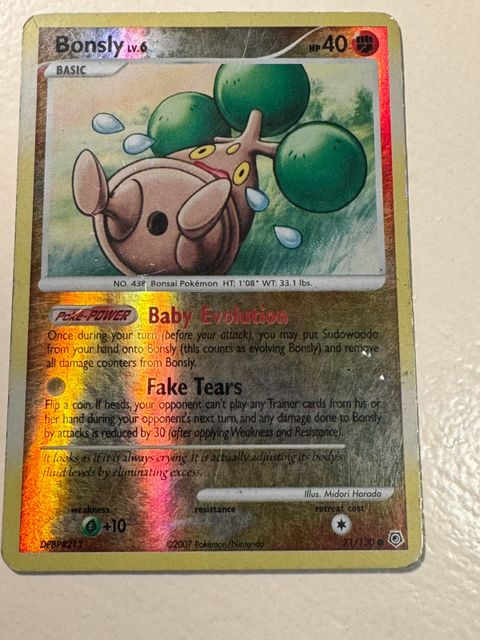 Bonsly LV.6 HP 40
BASIC
NO. 438 Bonsai Pokémon HT: 1'08" WT: 33.1 lbs.
Poké-POWER Baby Evolution
Once during your turn (before your attack), you may put Sudowoodo
from your hand onto Bonsly (this counts as evolving Bonsly) and remove
all damage counters from Bonsly.
Fake Tears
Flip a coin. If heads, your opponent can't play any Trainer cards from his or
her hand during your opponent's next turn, and any damage done to Bonsly
by attacks is reduced by 30 (after applying Weakness and Resistance).
It looks as if it is always crying. It is actually adjusting its body's
fluid levels by eliminating excess.
Illus. Midori Harada
weakness resistance retreat cost
+10
DPBP#213 ©2007 Pokémon/Nintendo 71/130